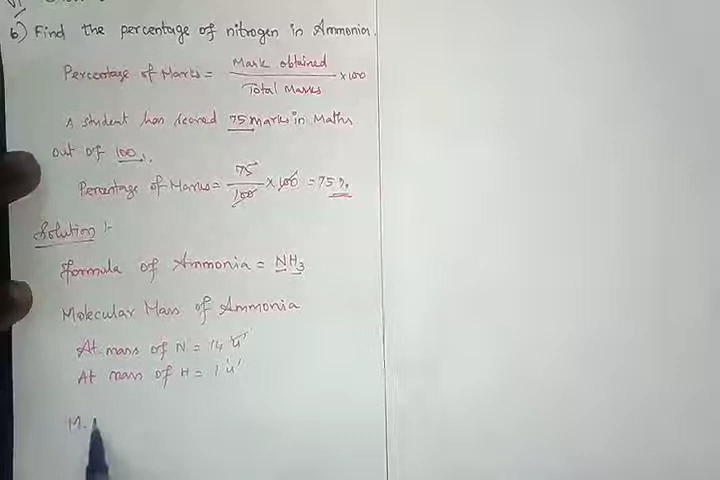 6) Find the percentage of nitrogen in Ammonia.
Percentage of Marks = Mark obtained / Total Marks × 100
A student has scored 75 marks in Maths
out of 100.
Percentage of Marks = 75/100 × 100 = 75%
Solution :-
Formula of Ammonia = NH3
Molecular Mass of Ammonia
At mass of N = 14 'u'
At mass of H = 1 'u'
M.